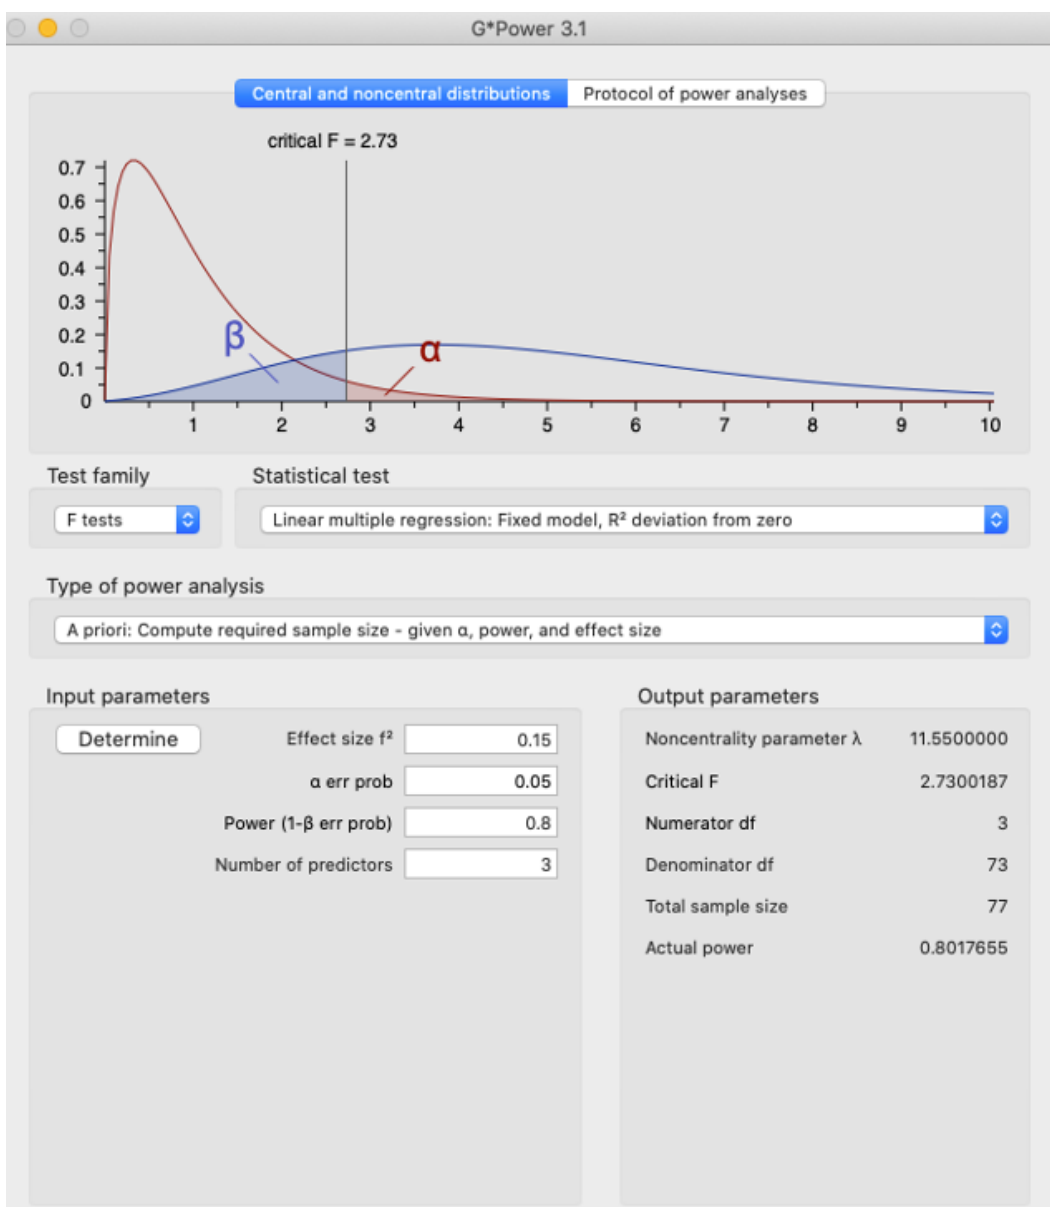 G*Power 3.1
Central and noncentral distributions Protocol of power analyses
critical F = 2.73
0.7
0.6
0.5
0.4
0.3
0.2
0.1
0
β
α
1 2 3 4 5 6 7 8 9 10
Test family Statistical test
F tests Linear multiple regression: Fixed model, R² deviation from zero
Type of power analysis
A priori: Compute required sample size - given α, power, and effect size
Input parameters Output parameters
Determine Effect size f² 0.15 Noncentrality parameter λ 11.5500000
α err prob 0.05 Critical F 2.7300187
Power (1-β err prob) 0.8 Numerator df 3
Number of predictors 3 Denominator df 73
Total sample size 77
Actual power 0.8017655